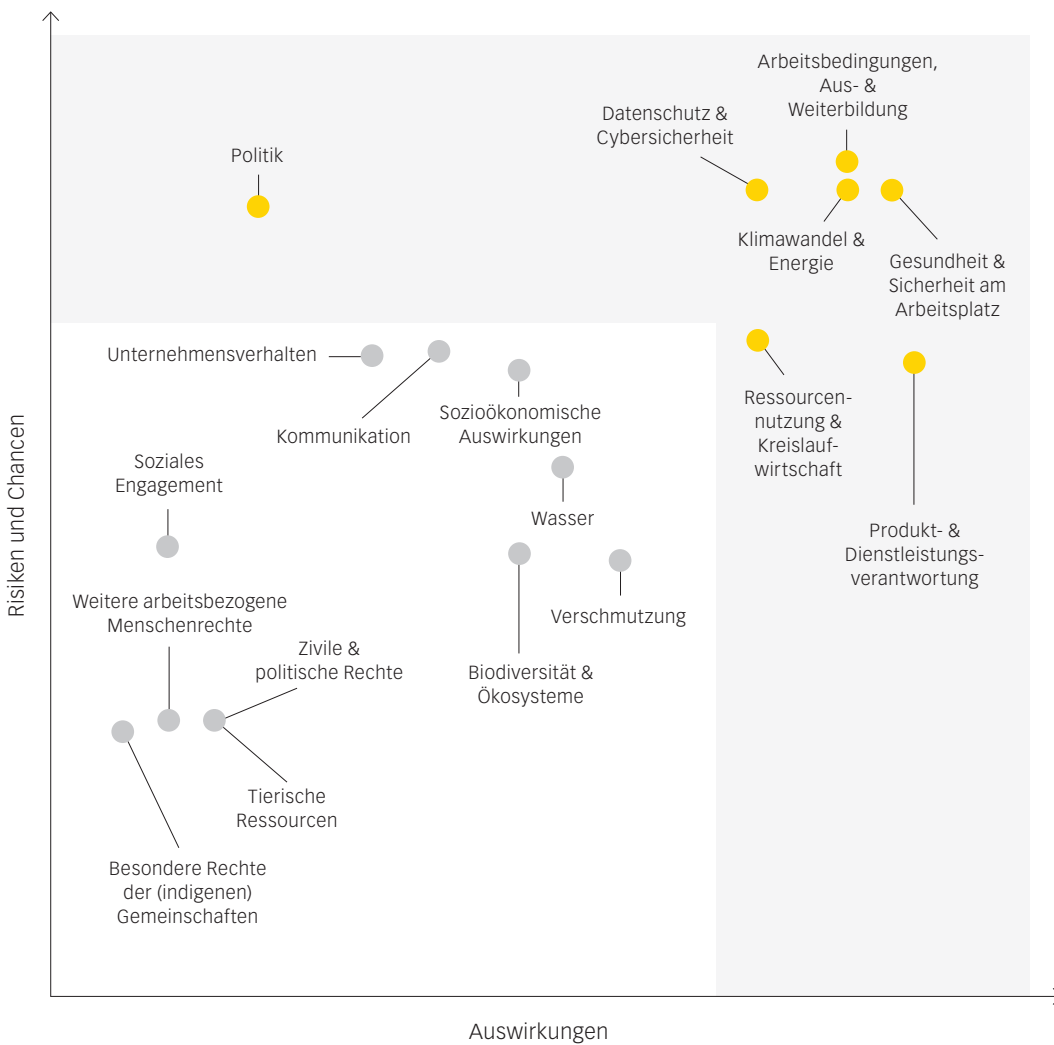 Arbeitsbedingungen,
Aus- &
Weiterbildung
Datenschutz &
Cybersicherheit
Politik
Klimawandel &
Energie
Gesundheit &
Sicherheit am
Arbeitsplatz
Unternehmensverhalten
Kommunikation
Sozioökonomische
Auswirkungen
Ressourcen-
nutzung &
Kreislauf-
wirtschaft
Soziales
Engagement
Wasser
Produkt- &
Dienstleistungs-
verantwortung
Weitere arbeitsbezogene
Menschenrechte
Verschmutzung
Zivile &
politische Rechte
Biodiversität &
Ökosysteme
Tierische
Ressourcen
Besondere Rechte
der (indigenen)
Gemeinschaften
Risiken und Chancen
Auswirkungen